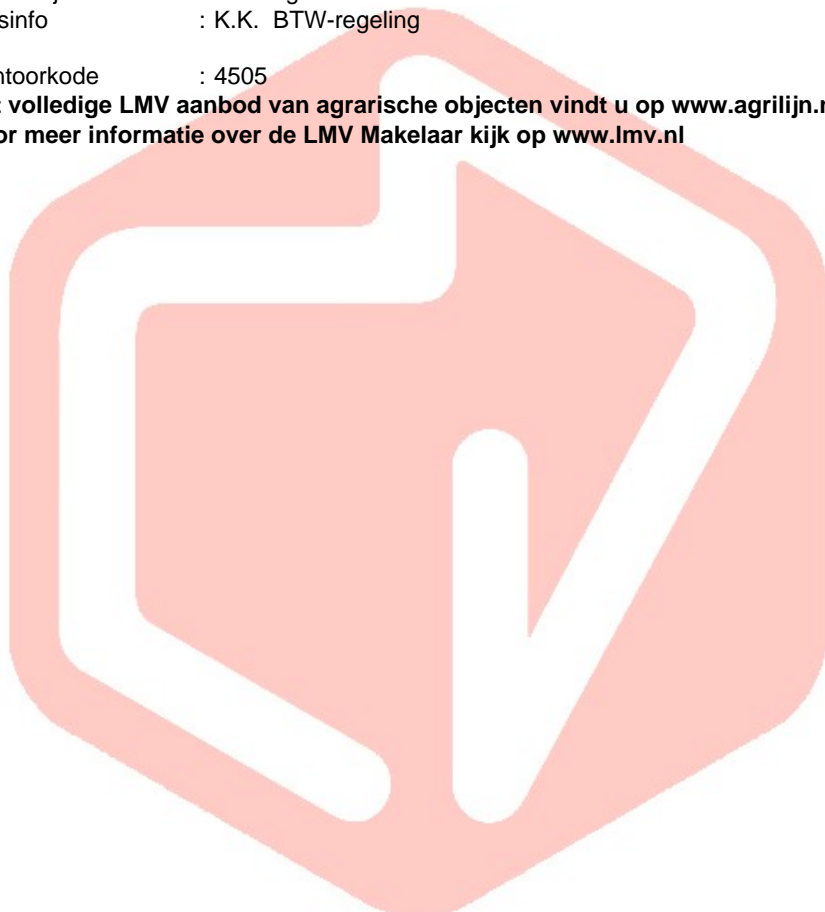 sinfo : K.K. BTW-regeling
ntoorkode : 4505
volledige LMV aanbod van agrarische objecten vindt u op www.agrilijn.n
or meer informatie over de LMV Makelaar kijk op www.lmv.nl